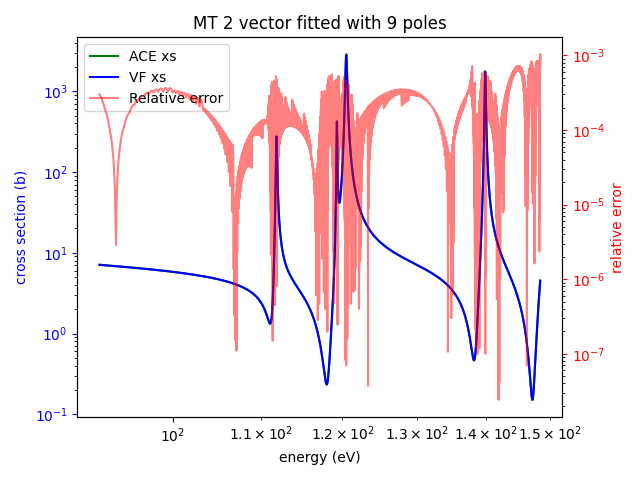 MT 2 vector fitted with 9 poles
ACE xs
VF xs
Relative error
cross section (b)
10³
10²
10¹
10⁰
10⁻¹
relative error
10⁻³
10⁻⁴
10⁻⁵
10⁻⁶
10⁻⁷
10² 1.1 × 10² 1.2 × 10² 1.3 × 10² 1.4 × 10² 1.5 × 10²
energy (eV)